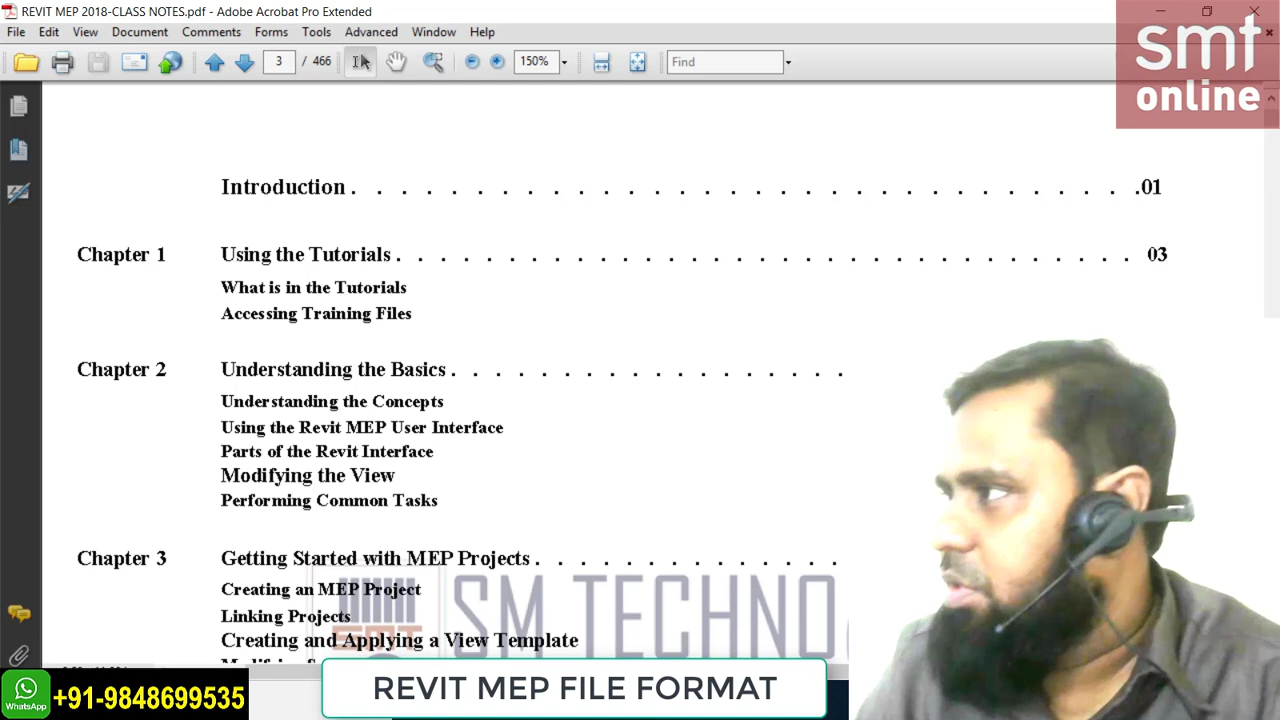 REVIT MEP 2018-CLASS NOTES.pdf - Adobe Acrobat Pro Extended
File Edit View Document Comments Forms Tools Advanced Window Help
3 / 466 150% Find
smt
online
Introduction . . . . . . . . . . . . . . . . . . . . . . . . . . . . . . . .01
Chapter 1 Using the Tutorials . . . . . . . . . . . . . . . . . . . . . . . . . . . . . . . . . 03
What is in the Tutorials
Accessing Training Files
Chapter 2 Understanding the Basics . . . . . . . . . . . . . . . . . .
Understanding the Concepts
Using the Revit MEP User Interface
Parts of the Revit Interface
Modifying the View
Performing Common Tasks
Chapter 3 Getting Started with MEP Projects . . . . . . . . . . . . . .
Creating an MEP Project
Linking Projects
Creating and Applying a View Template
SM TECHNO
WhatsApp
+91-9848699535
REVIT MEP FILE FORMAT